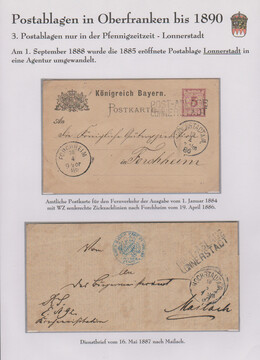 Postablagen in Oberfranken bis 1890
3. Postablagen nur in der Pfennigzeitzeit - Lonnerstadt
Am 1. September 1888 wurde die 1885 eröffnete Postablage Lonnerstadt in
eine Agentur umgewandelt.
Königreich Bayern.
POSTKARTE
5
FORCHHEIM
Forchheim
Amtliche Postkarte für den Fernverkehr der Ausgabe vom 1. Januar 1884
mit WZ senkrechte Zickzacklinien nach Forchheim vom 19. April 1886.
LONNERSTADT
Mailach
Dienstbrief vom 16. Mai 1887 nach Mailach.